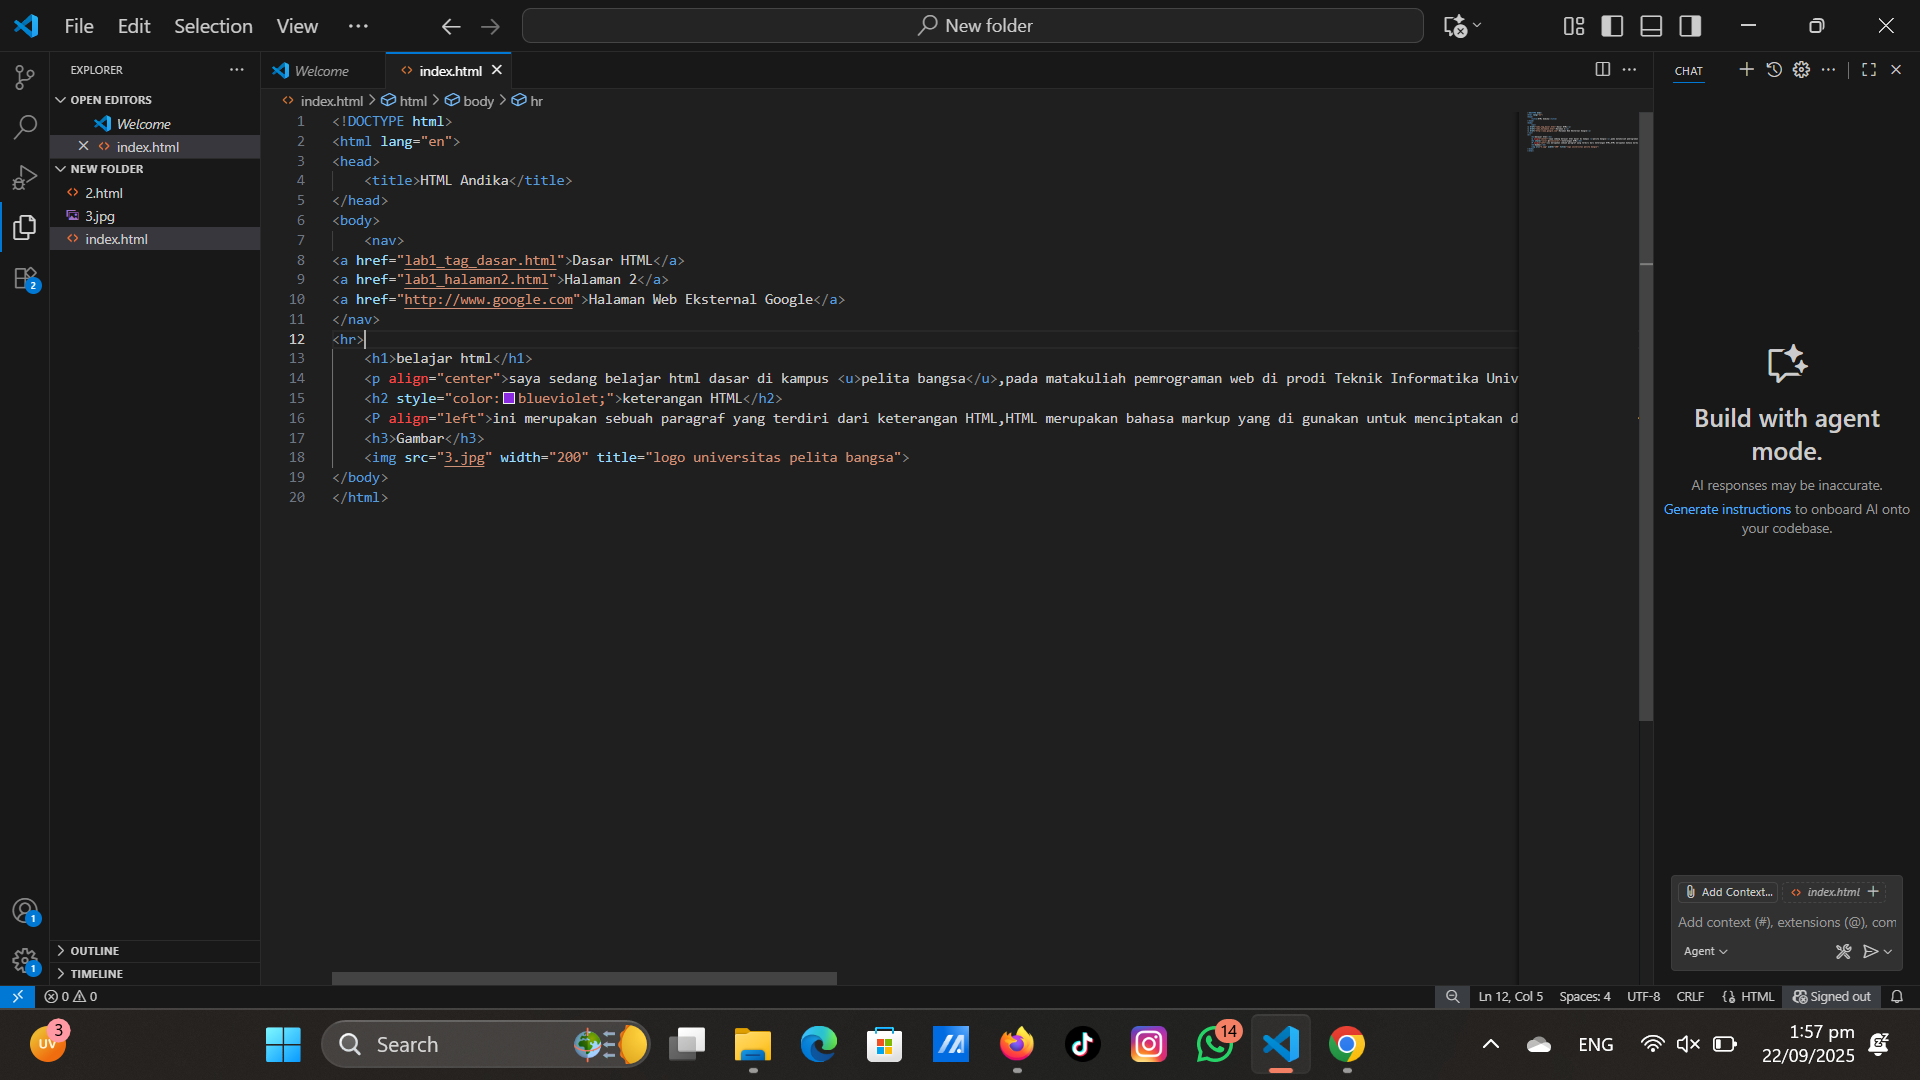 File Edit Selection View ··· New folder
EXPLORER ···
OPEN EDITORS
Welcome
index.html
NEW FOLDER
2.html
3.jpg
index.html
OUTLINE
TIMELINE
Welcome index.html
index.html > html > body > hr
1 <!DOCTYPE html>
2 <html lang="en">
3 <head>
4 <title>HTML Andika</title>
5 </head>
6 <body>
7 <nav>
8 <a href="lab1_tag_dasar.html">Dasar HTML</a>
9 <a href="lab1_halaman2.html">Halaman 2</a>
10 <a href="http://www.google.com">Halaman Web Eksternal Google</a>
11 </nav>
12 <hr>
13 <h1>belajar html</h1>
14 <p align="center">saya sedang belajar html dasar di kampus <u>pelita bangsa</u>,pada matakuliah pemrograman web di prodi Teknik Informatika Univ
15 <h2 style="color:blueviolet;">keterangan HTML</h2>
16 <P align="left">ini merupakan sebuah paragraf yang terdiri dari keterangan HTML,HTML merupakan bahasa markup yang di gunakan untuk menciptakan d
17 <h3>Gambar</h3>
18 <img src="3.jpg" width="200" title="logo universitas pelita bangsa">
19 </body>
20 </html>
CHAT
Build with agent
mode.
AI responses may be inaccurate.
Generate instructions to onboard AI onto
your codebase.
Add Context... index.html +
Add context (#), extensions (@), com
Agent
2
1
1
0 0 Ln 12, Col 5 Spaces: 4 UTF-8 CRLF HTML Signed out
UV 3 Search 14 ENG 1:57 pm
22/09/2025